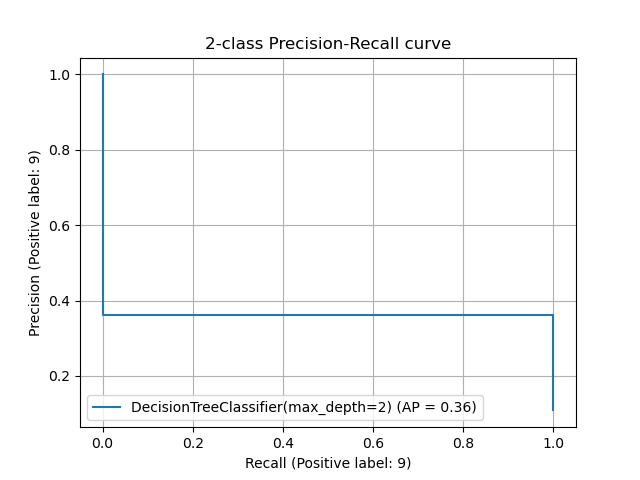 2-class Precision-Recall curve
1.0
0.8
0.6
0.4
0.2
Precision (Positive label: 9)
DecisionTreeClassifier(max_depth=2) (AP = 0.36)
0.0 0.2 0.4 0.6 0.8 1.0
Recall (Positive label: 9)